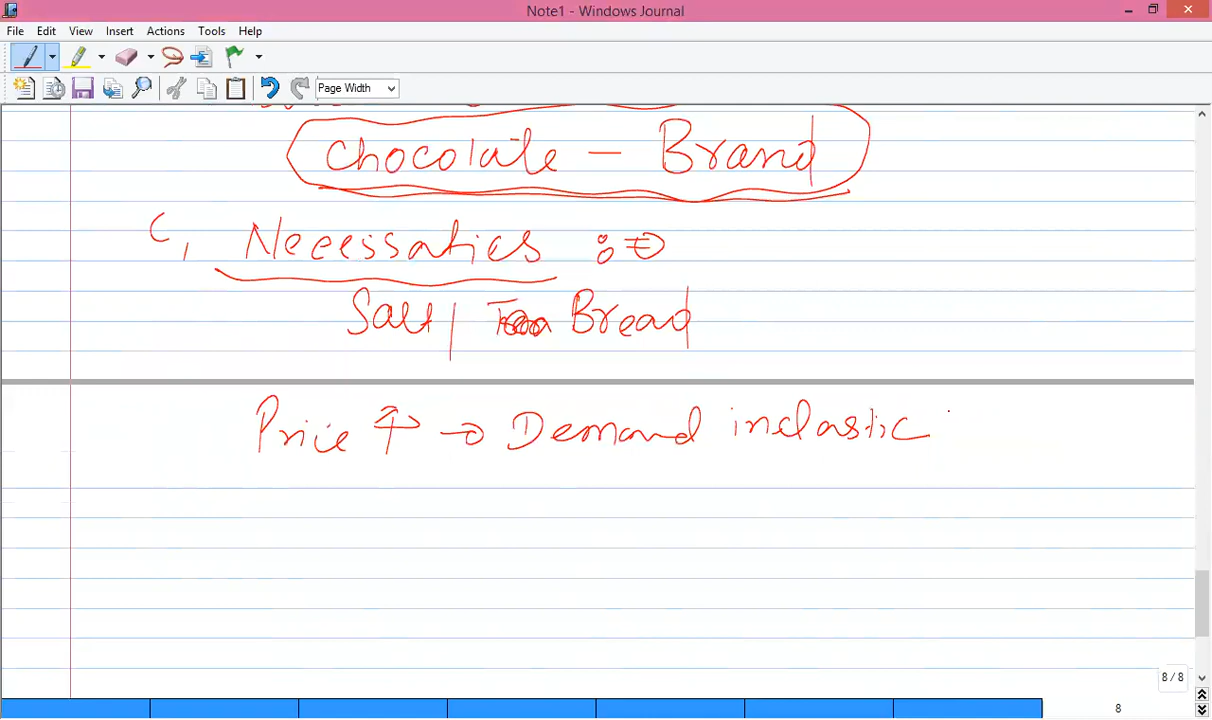 Note1 - Windows Journal
File Edit View Insert Actions Tools Help
Page Width
chocolate - Brand
C, Necessaties :
Salt | Bread
Price ↑ → Demand inelastic
8 / 8
8